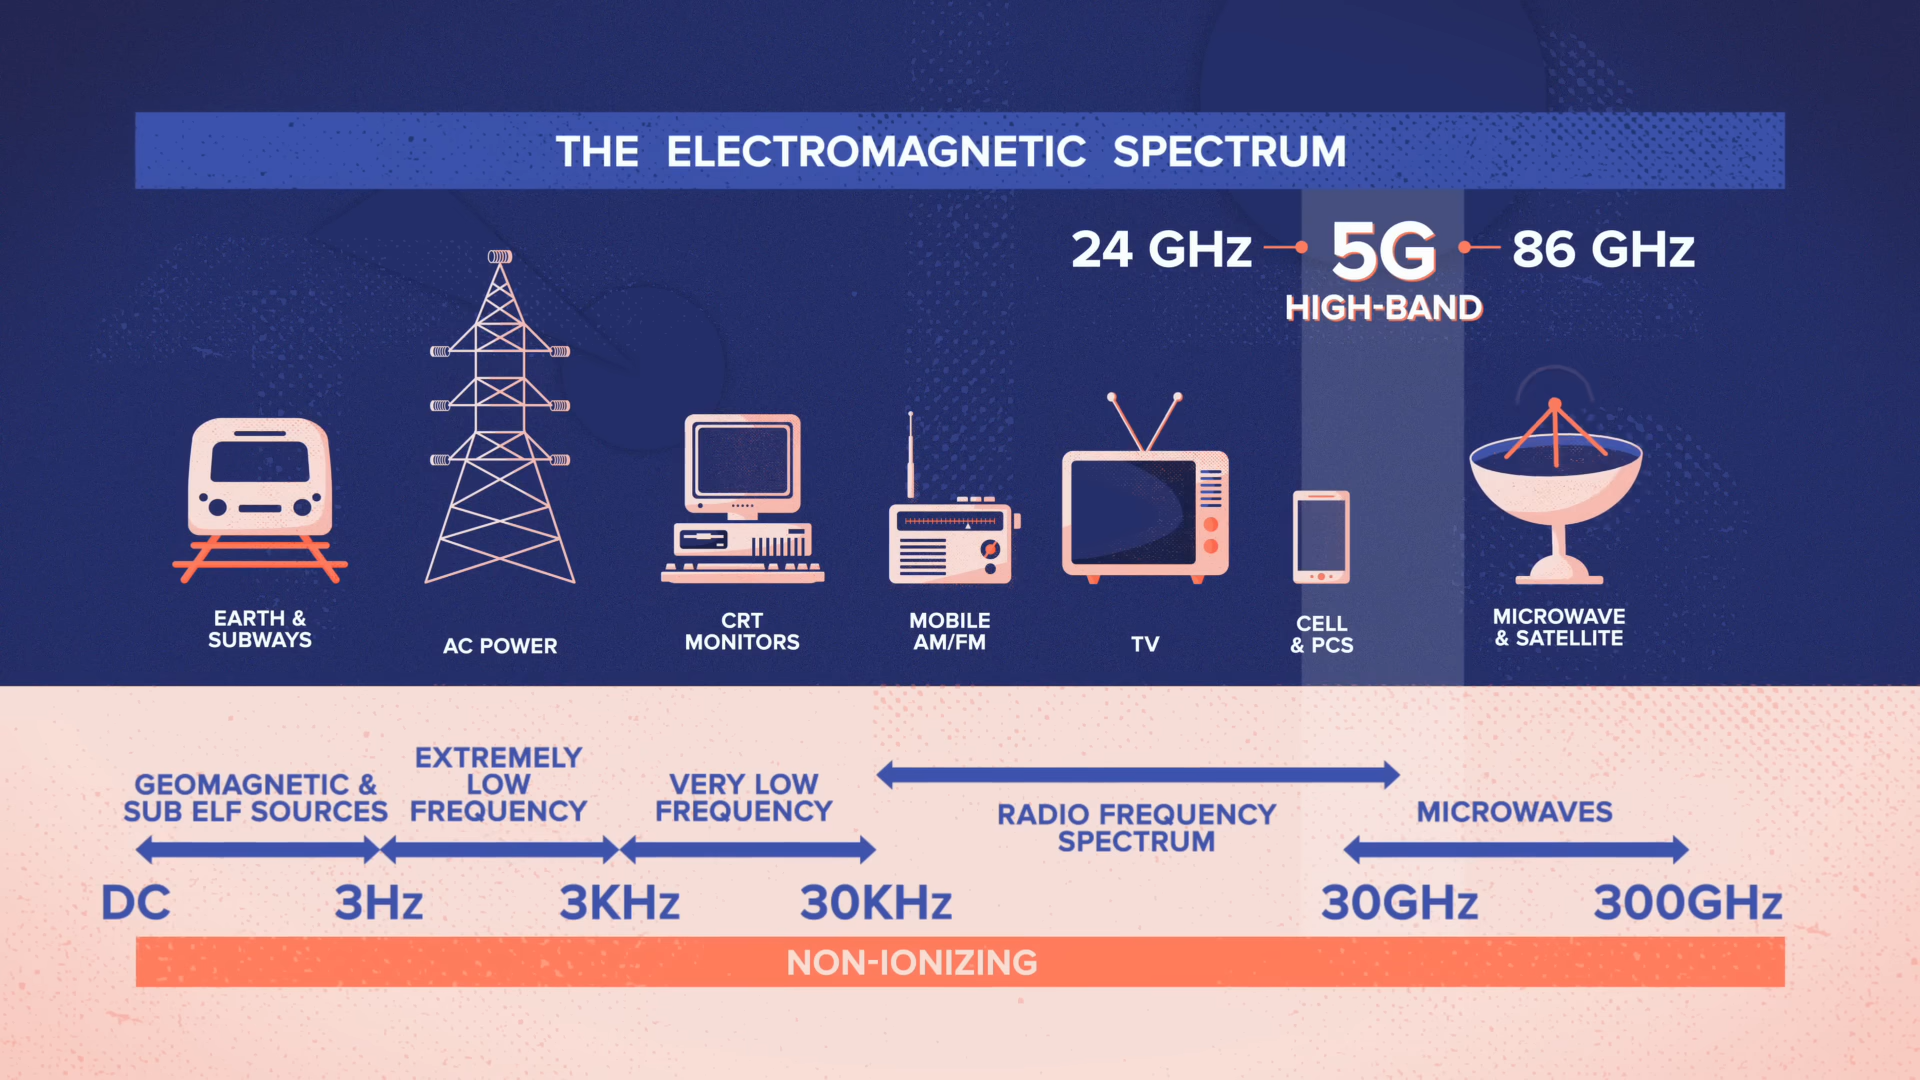 THE ELECTROMAGNETIC SPECTRUM
24 GHz
5G
86 GHz
HIGH-BAND
EARTH &
SUBWAYS
AC POWER
CRT
MONITORS
MOBILE
AM/FM
TV
CELL
& PCS
MICROWAVE
& SATELLITE
GEOMAGNETIC &
SUB ELF SOURCES
EXTREMELY
LOW
FREQUENCY
VERY LOW
FREQUENCY
RADIO FREQUENCY
SPECTRUM
MICROWAVES
DC
3Hz
3KHz
30KHz
30GHz
300GHz
NON-IONIZING